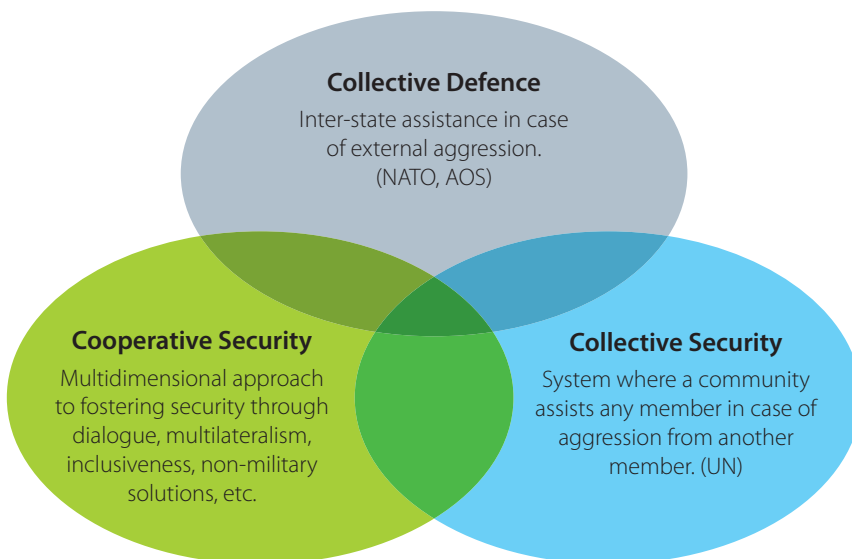 Collective Defence
Inter-state assistance in case
of external aggression.
(NATO, AOS)
Cooperative Security
Multidimensional approach
to fostering security through
dialogue, multilateralism,
inclusiveness, non-military
solutions, etc.
Collective Security
System where a community
assists any member in case of
aggression from another
member. (UN)